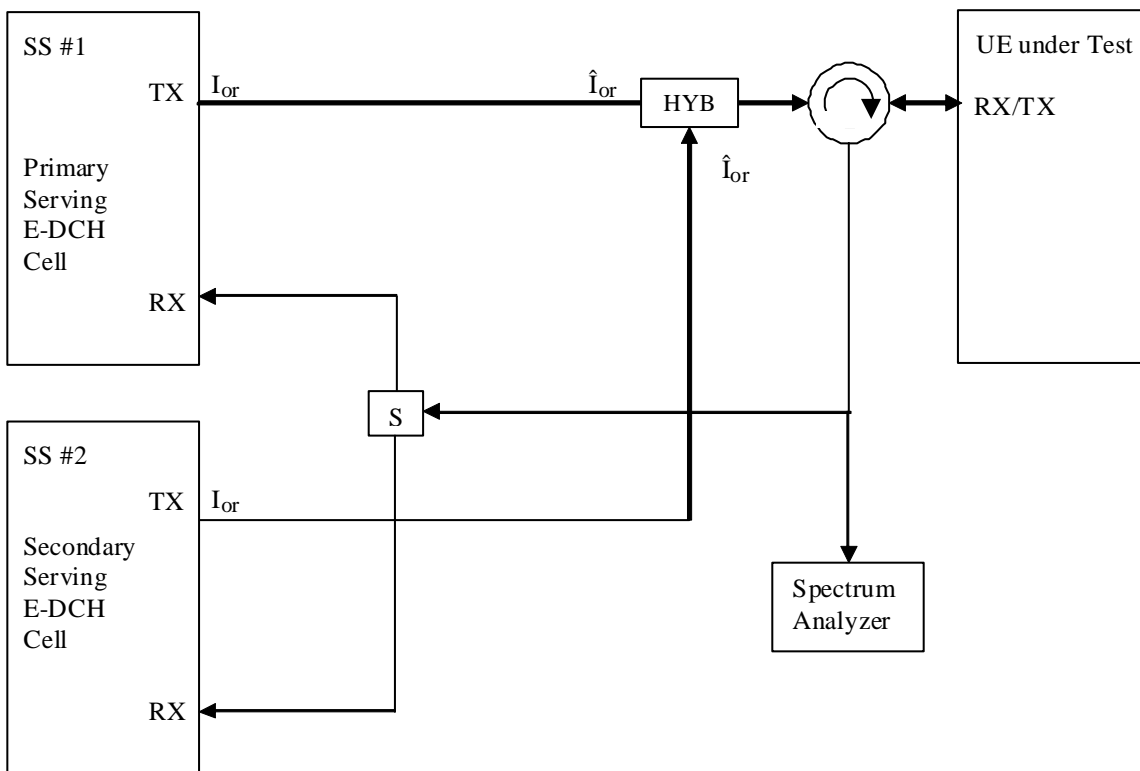 SS #1
TX
I_or
Primary
Serving
E-DCH
Cell
RX
Î_or
HYB
Î_or
UE under Test
RX/TX
S
SS #2
TX
I_or
Secondary
Serving
E-DCH
Cell
RX
Spectrum
Analyzer